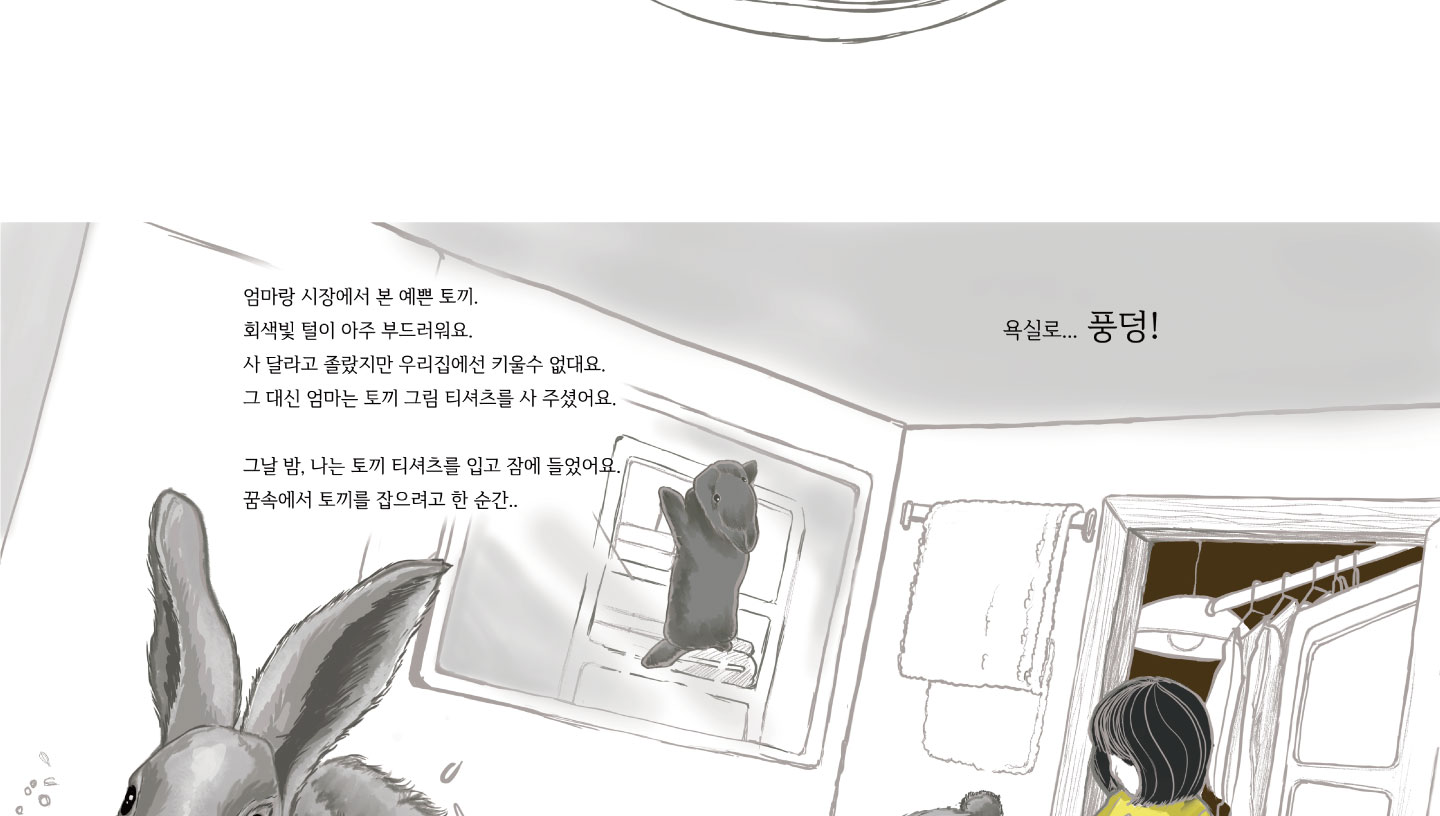 엄마랑 시장에서 본 예쁜 토끼.
회색빛 털이 아주 부드러워요.
사 달라고 졸랐지만 우리집에선 키울수 없대요.
그 대신 엄마는 토끼 그림 티셔츠를 사 주셨어요.
그날 밤, 나는 토끼 티셔츠를 입고 잠에 들었어요.
꿈속에서 토끼를 잡으려고 한 순간..
욕실로... 풍덩!